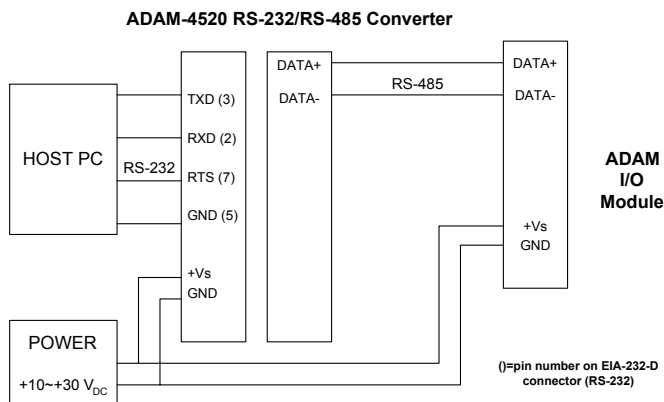 ADAM-4520 RS-232/RS-485 Converter
HOST PC
RS-232
TXD (3)
RXD (2)
RTS (7)
GND (5)
+Vs
GND
DATA+
DATA-
RS-485
DATA+
DATA-
+Vs
GND
ADAM
I/O
Module
POWER
+10~+30 VDC
()=pin number on EIA-232-D
connector (RS-232)